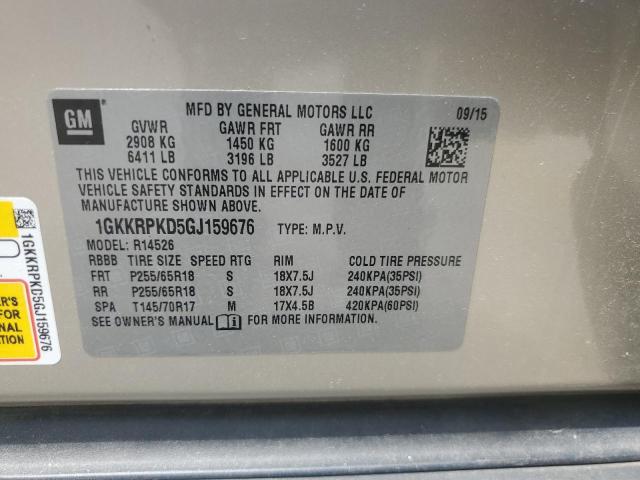 GM
MFD BY GENERAL MOTORS LLC 09/15
GVWR GAWR FRT GAWR RR
2908 KG 1450 KG 1600 KG
6411 LB 3196 LB 3527 LB
THIS VEHICLE CONFORMS TO ALL APPLICABLE U.S. FEDERAL MOTOR
VEHICLE SAFETY STANDARDS IN EFFECT ON THE DATE OF
MANUFACTURE SHOWN ABOVE.
1GKKRPKD5GJ159676 TYPE: M.P.V.
MODEL: R14526
RBBB TIRE SIZE SPEED RTG RIM COLD TIRE PRESSURE
FRT P255/65R18 S 18X7.5J 240KPA(35PSI)
RR P255/65R18 S 18X7.5J 240KPA(35PSI)
SPA T145/70R17 M 17X4.5B 420KPA(60PSI)
SEE OWNER'S MANUAL FOR MORE INFORMATION.
1GKKRPKD5GJ159676
ER'S
FOR
NAL
ATION